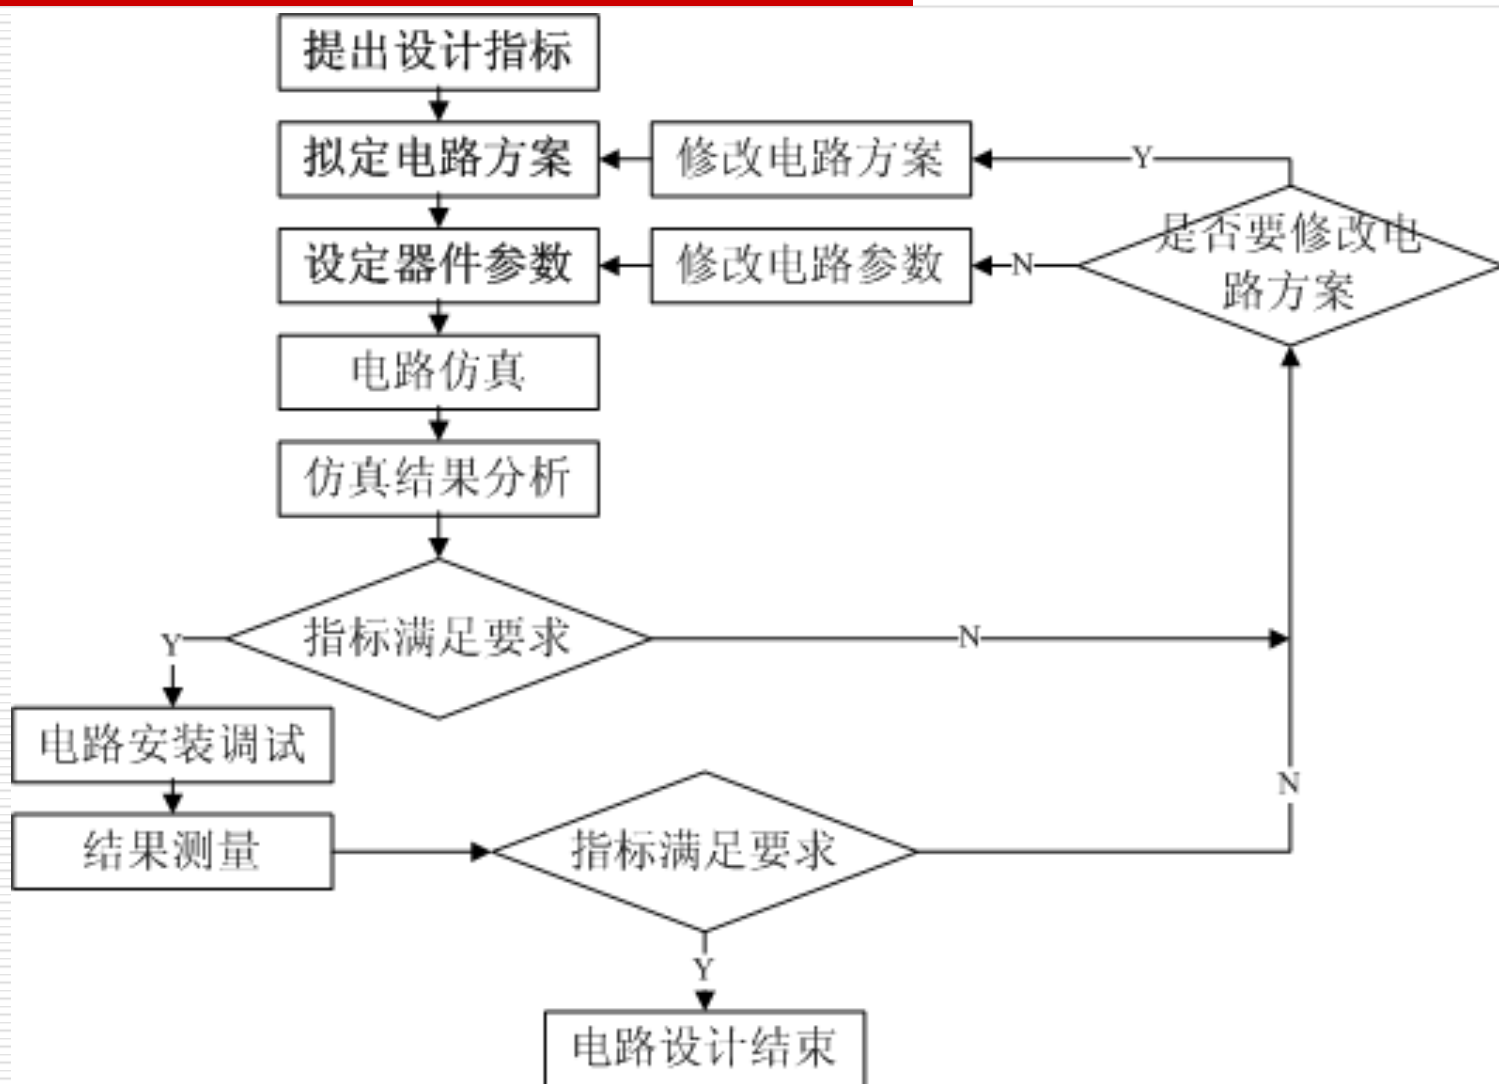 提出设计指标
拟定电路方案
修改电路方案
Y
设定器件参数
修改电路参数
N
是否要修改电
路方案
电路仿真
仿真结果分析
指标满足要求
Y
N
电路安装调试
N
结果测量
指标满足要求
Y
电路设计结束